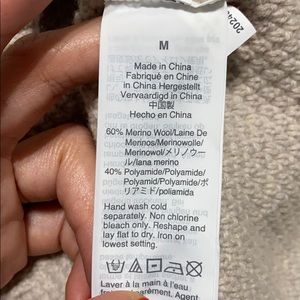 2024
M
Made in China
Fabriqué en Chine
in China Hergestellt
Vervaardigd in China
中国製
Hecho en China
60% Merino Wool/Laine De
Merinos/Merinowolle/
Merinowol/メリノウー
ル/lana merino
40% Polyamide/Polyamide/
Polyamid/Polyamide/ポ
リアミド/poliamida
Hand wash cold
separately. Non chlorine
bleach only. Reshape and
lay flat to dry. Iron on
lowest setting.
Laver à la main à l'eau
séparément. Agent